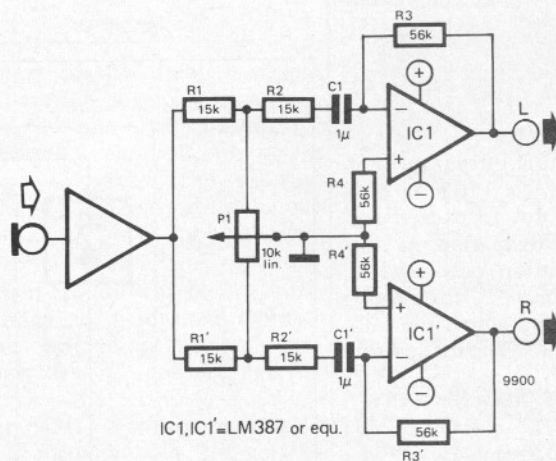 R3
56k
R1
15k
R2
15k
C1
1µ
−
+
IC1
+
−
L
R4
56k
P1
10k
lin.
R4'
56k
+
−
IC1'
+
−
R
R1'
15k
R2'
15k
C1'
1µ
9900
56k
R3'
IC1,IC1'=LM387 or equ.